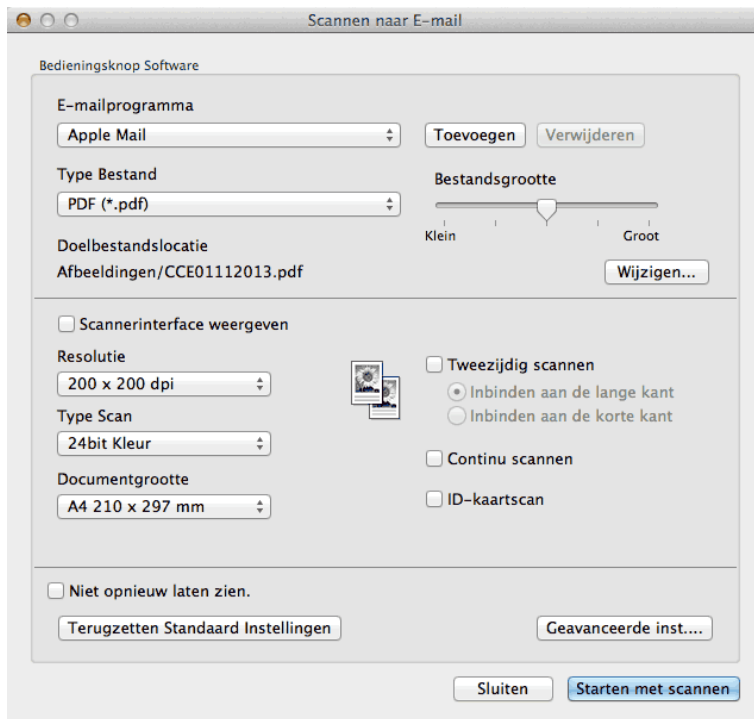 Scannen naar E-mail
Bedieningsknop Software
E-mailprogramma
Apple Mail
Toevoegen
Verwijderen
Type Bestand
PDF (*.pdf)
Bestandsgrootte
Klein
Groot
Doelbestandslocatie
Afbeeldingen/CCE01112013.pdf
Wijzigen...
Scannerinterface weergeven
Resolutie
200 x 200 dpi
Type Scan
24bit Kleur
Documentgrootte
A4 210 x 297 mm
Tweezijdig scannen
Inbinden aan de lange kant
Inbinden aan de korte kant
Continu scannen
ID-kaartscan
Niet opnieuw laten zien.
Terugzetten Standaard Instellingen
Geavanceerde inst....
Sluiten
Starten met scannen